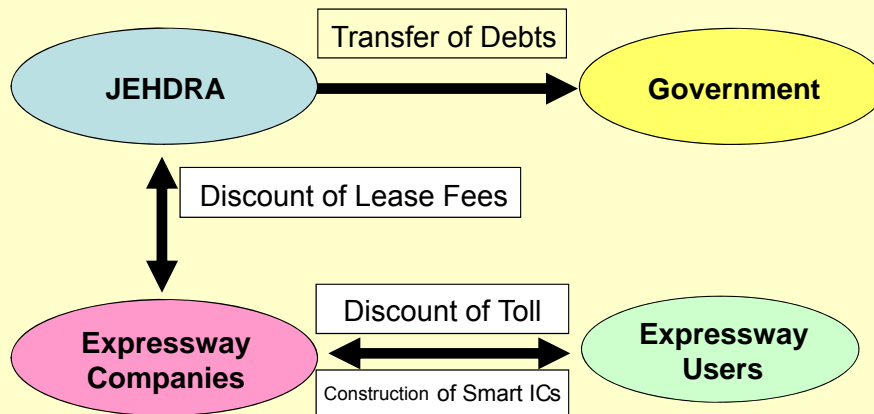 Transfer of Debts
JEHDRA
Government
Discount of Lease Fees
Discount of Toll
Expressway
Companies
Expressway
Users
Construction of Smart ICs